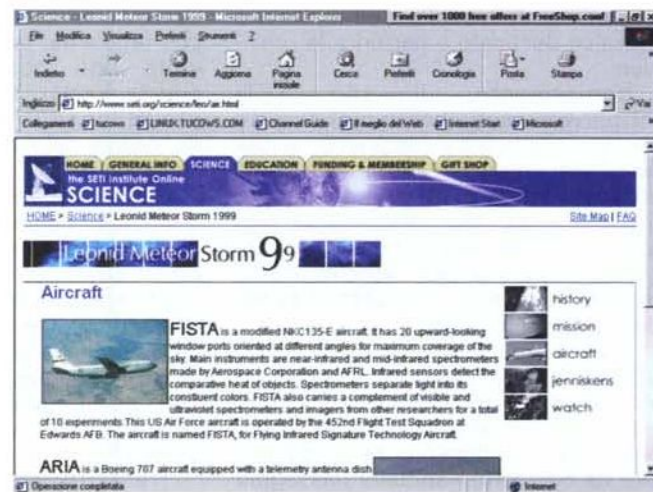 Science - Leonid Meteor Storm 1999 - Microsoft Internet Explorer
Find over 1000 free offers at FreeShop.com!
File Modifica Visualizza Preferiti Strumenti ?
Indietro Termina Aggiorna Pagina iniziale Cerca Preferiti Cronologia Posta Stampa
Indirizzo http://www.seti.org/science/leo/air.html Vai
Collegamenti tucows LINUX.TUCOWS.COM Channel Guide Il meglio del Web Internet Start Microsoft
HOME GENERAL INFO SCIENCE EDUCATION FUNDING & MEMBERSHIP GIFT SHOP
the SETI Institute Online
SCIENCE
HOME > Science > Leonid Meteor Storm 1999 Site Map | FAQ
Leonid Meteor Storm 99
Aircraft
FISTA is a modified NKC135-E aircraft. It has 20 upward-looking
window ports oriented at different angles for maximum coverage of the
sky. Main instruments are near-infrared and mid-infrared spectrometers
made by Aerospace Corporation and AFRL. Infrared sensors detect the
comparative heat of objects. Spectrometers separate light into its
constituent colors. FISTA also carries a complement of visible and
ultraviolet spectrometers and imagers from other researchers for a total
of 10 experiments This US Air Force aircraft is operated by the 452nd Flight Test Squadron at
Edwards AFB. The aircraft is named FISTA, for Flying Infrared Signature Technology Aircraft.
history
mission
aircraft
jenniskens
watch
ARIA is a Boeing 707 aircraft equipped with a telemetry antenna dish
Operazione completata Internet